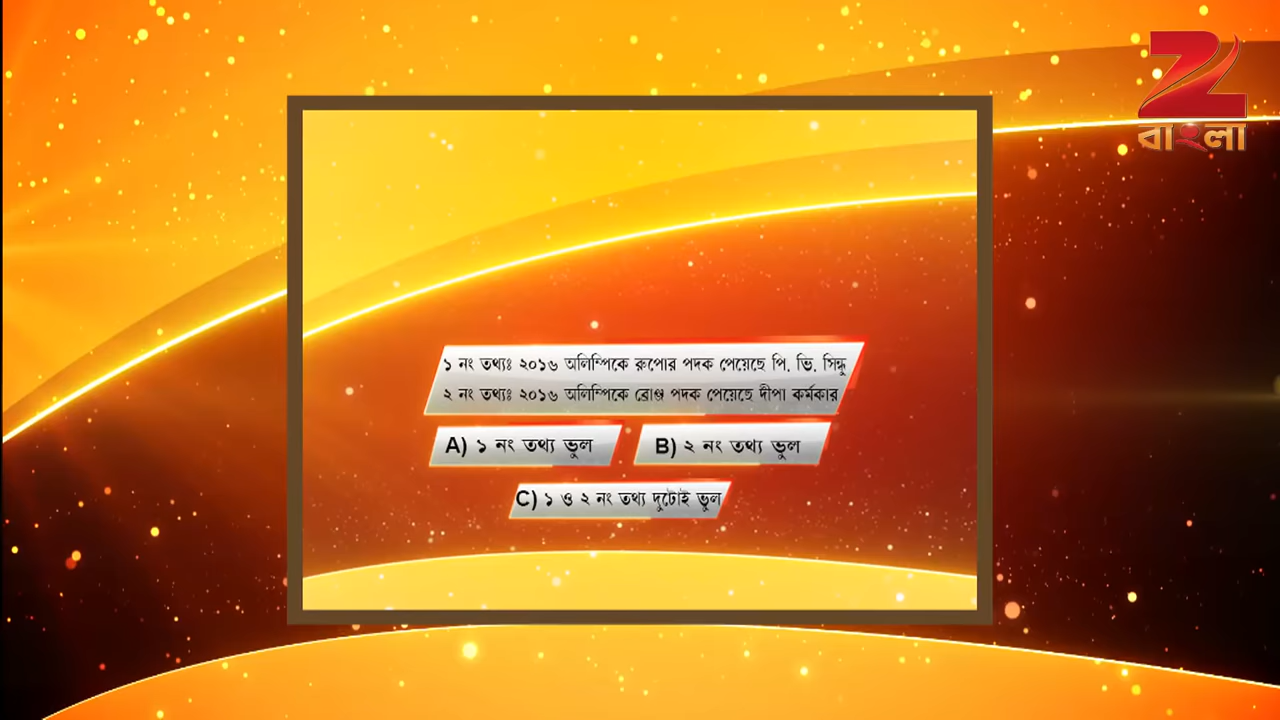 বাংলা
১ নং তথ্যঃ ২০১৬ অলিম্পিকে রুপোর পদক পেয়েছে পি. ভি. সিন্ধু
২ নং তথ্যঃ ২০১৬ অলিম্পিকে ব্রোঞ্জ পদক পেয়েছে দীপা কর্মকার
A) ১ নং তথ্য ভুল
B) ২ নং তথ্য ভুল
C) ১ ও ২ নং তথ্য দুটোই ভুল